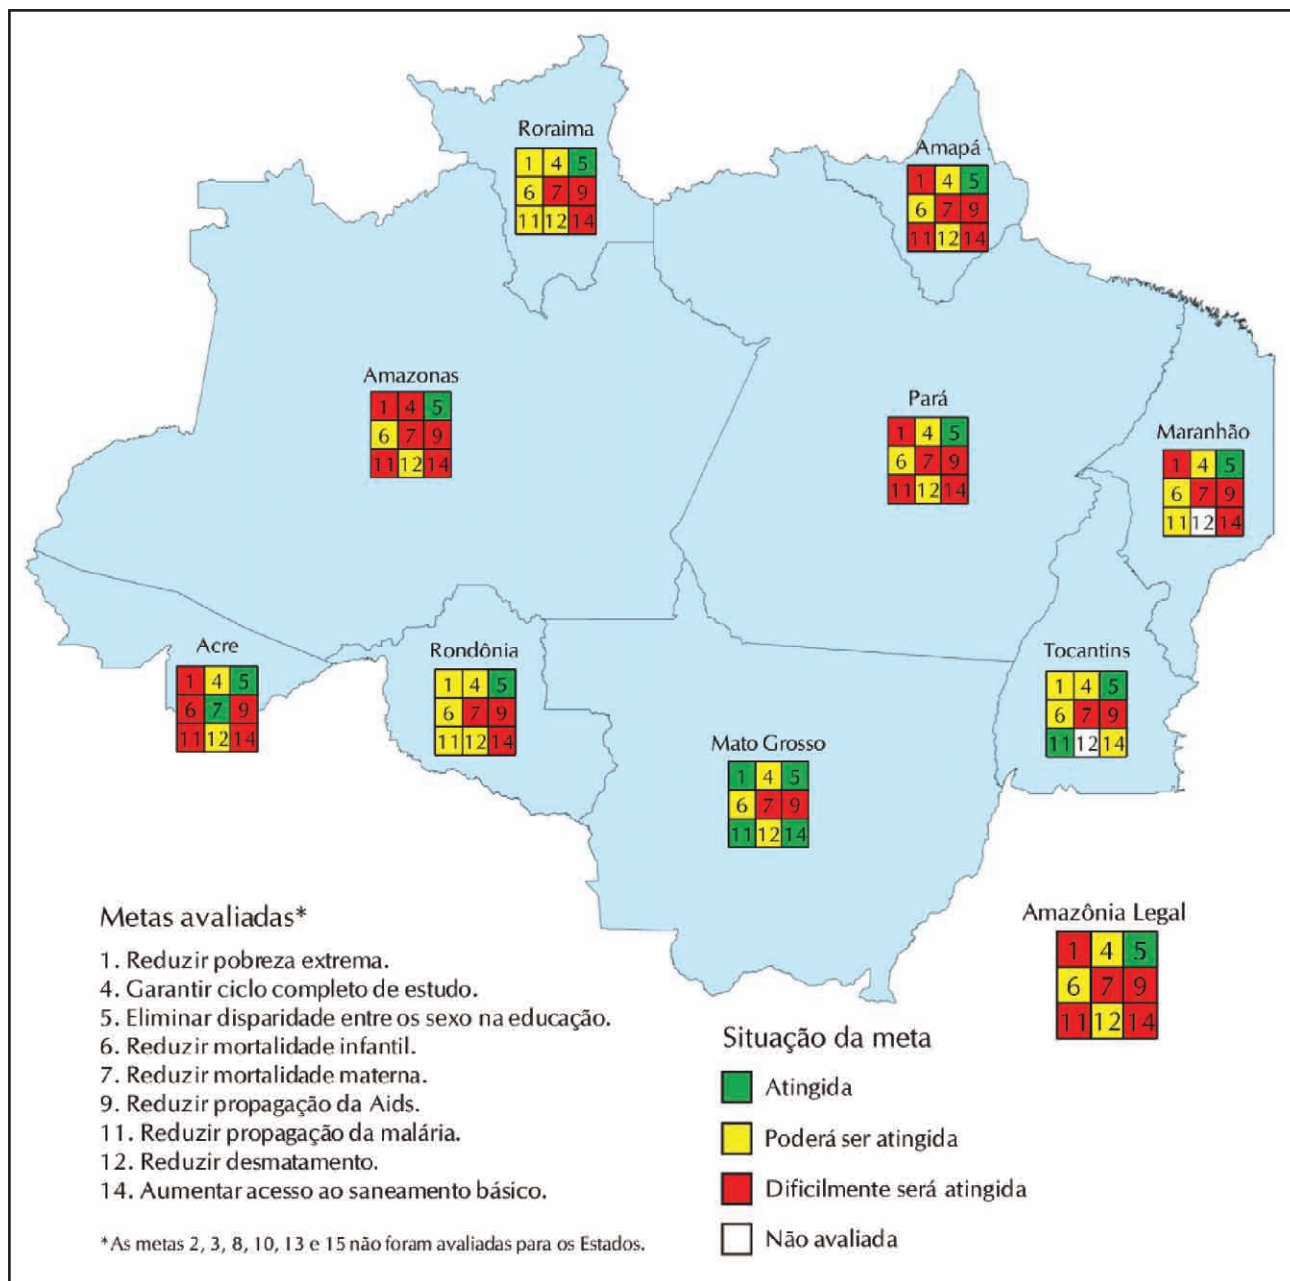 Roraima
1 4 5
6 7 9
11 12 14
Amapá
1 4 5
6 7 9
11 12 14
Amazonas
1 4 5
6 7 9
11 12 14
Pará
1 4 5
6 7 9
11 12 14
Maranhão
1 4 5
6 7 9
11 12 14
Acre
1 4 5
6 7 9
11 12 14
Rondônia
1 4 5
6 7 9
11 12 14
Mato Grosso
1 4 5
6 7 9
11 12 14
Tocantins
1 4 5
6 7 9
11 12 14
Amazônia Legal
1 4 5
6 7 9
11 12 14
Metas avaliadas*
1. Reduzir pobreza extrema.
4. Garantir ciclo completo de estudo.
5. Eliminar disparidade entre os sexo na educação.
6. Reduzir mortalidade infantil.
7. Reduzir mortalidade materna.
9. Reduzir propagação da Aids.
11. Reduzir propagação da malária.
12. Reduzir desmatamento.
14. Aumentar acesso ao saneamento básico.
*As metas 2, 3, 8, 10, 13 e 15 não foram avaliadas para os Estados.
Situação da meta
Atingida
Poderá ser atingida
Dificilmente será atingida
Não avaliada